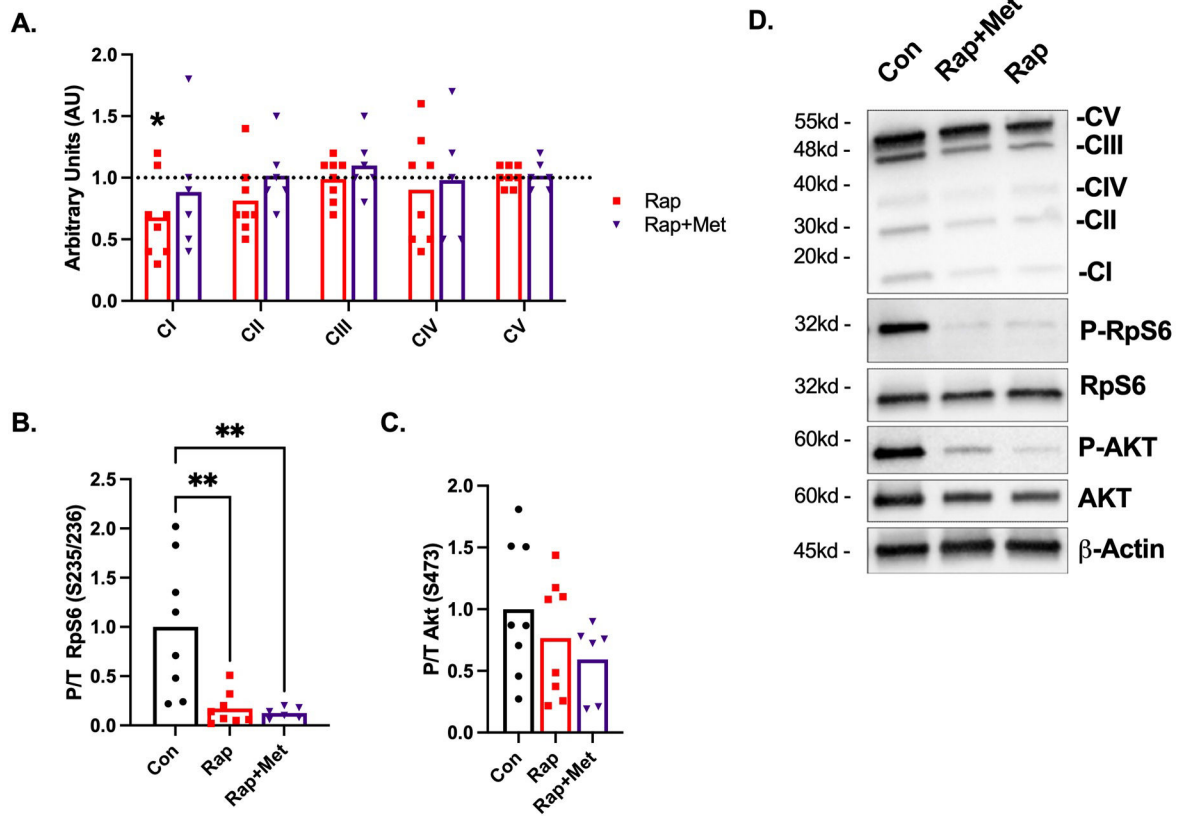 A.
2.0
1.5
1.0
0.5
0.0
Arbitrary Units (AU)
*
CI
CII
CIII
CIV
CV
Rap
Rap+Met
B.
2.5
2.0
1.5
1.0
0.5
0.0
P/T RpS6 (S235/236)
**
**
Con
Rap
Rap+Met
C.
2.0
1.5
1.0
0.5
0.0
P/T Akt (S473)
Con
Rap
Rap+Met
D.
Con
Rap+Met
Rap
55kd -
48kd -
40kd -
30kd -
20kd -
-CV
-CIII
-CIV
-CII
-CI
32kd -
P-RpS6
32kd -
RpS6
60kd -
P-AKT
60kd -
AKT
45kd -
β-Actin